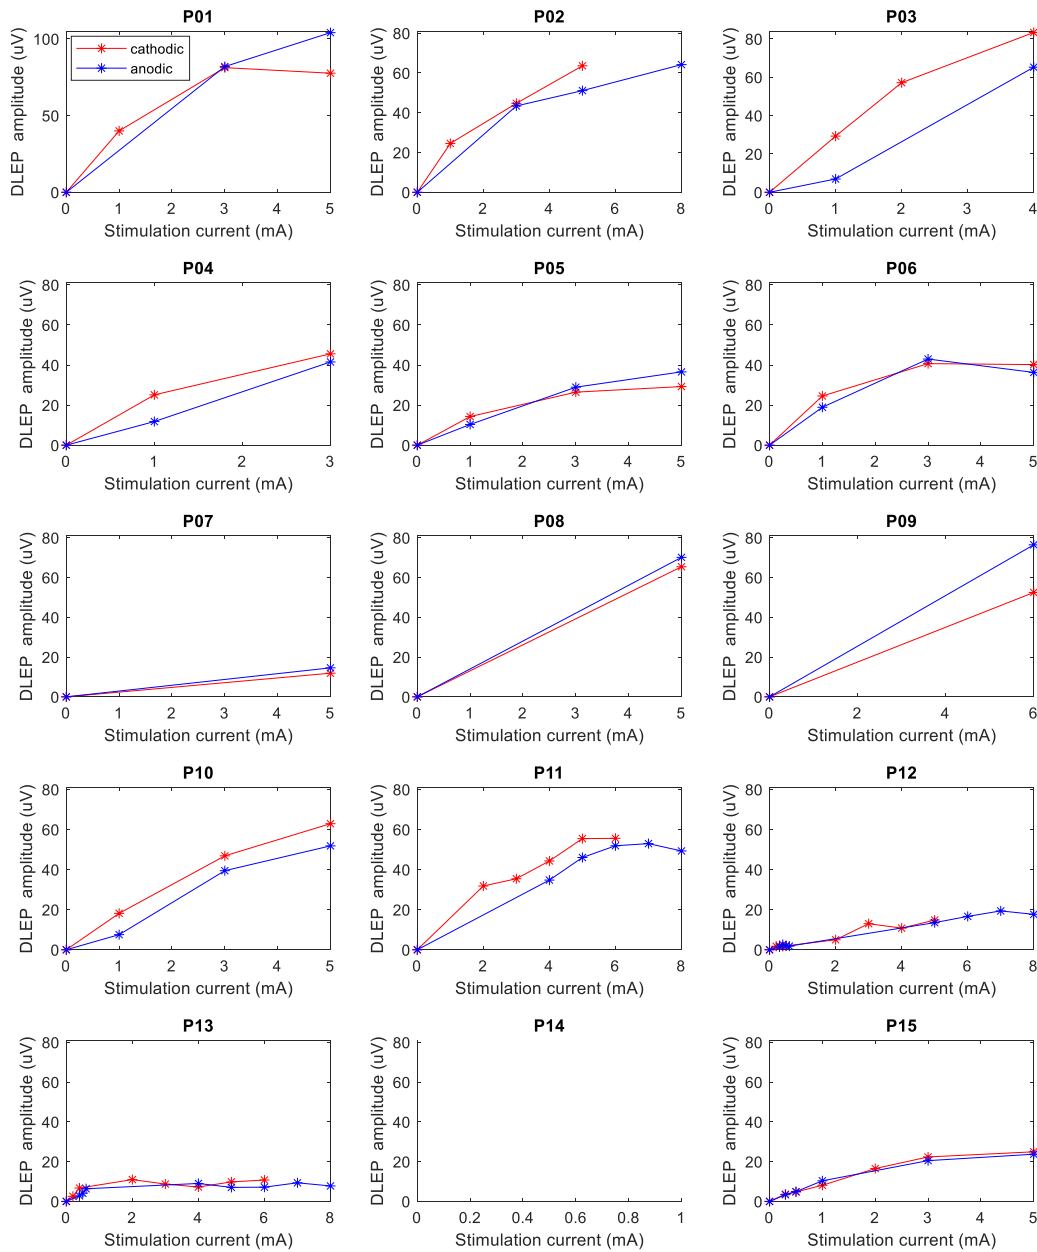 P01 P02 P03
cathodic
anodic
DLEP amplitude (uV) DLEP amplitude (uV) DLEP amplitude (uV)
100 50 0
80 60 40 20 0
80 60 40 20 0
0 1 2 3 4 5
0 2 4 6 8
0 1 2 3 4
Stimulation current (mA) Stimulation current (mA) Stimulation current (mA)
P04 P05 P06
DLEP amplitude (uV) DLEP amplitude (uV) DLEP amplitude (uV)
80 60 40 20 0
80 60 40 20 0
80 60 40 20 0
0 1 2 3
0 1 2 3 4 5
0 1 2 3 4 5
Stimulation current (mA) Stimulation current (mA) Stimulation current (mA)
P07 P08 P09
DLEP amplitude (uV) DLEP amplitude (uV) DLEP amplitude (uV)
80 60 40 20 0
80 60 40 20 0
80 60 40 20 0
0 1 2 3 4 5
0 1 2 3 4 5
0 2 4 6
Stimulation current (mA) Stimulation current (mA) Stimulation current (mA)
P10 P11 P12
DLEP amplitude (uV) DLEP amplitude (uV) DLEP amplitude (uV)
80 60 40 20 0
80 60 40 20 0
80 60 40 20 0
0 1 2 3 4 5
0 2 4 6 8
0 2 4 6 8
Stimulation current (mA) Stimulation current (mA) Stimulation current (mA)
P13 P14 P15
DLEP amplitude (uV) DLEP amplitude (uV) DLEP amplitude (uV)
80 60 40 20 0
80 60 40 20 0
80 60 40 20 0
0 2 4 6 8
0 0.2 0.4 0.6 0.8 1
0 1 2 3 4 5
Stimulation current (mA) Stimulation current (mA) Stimulation current (mA)